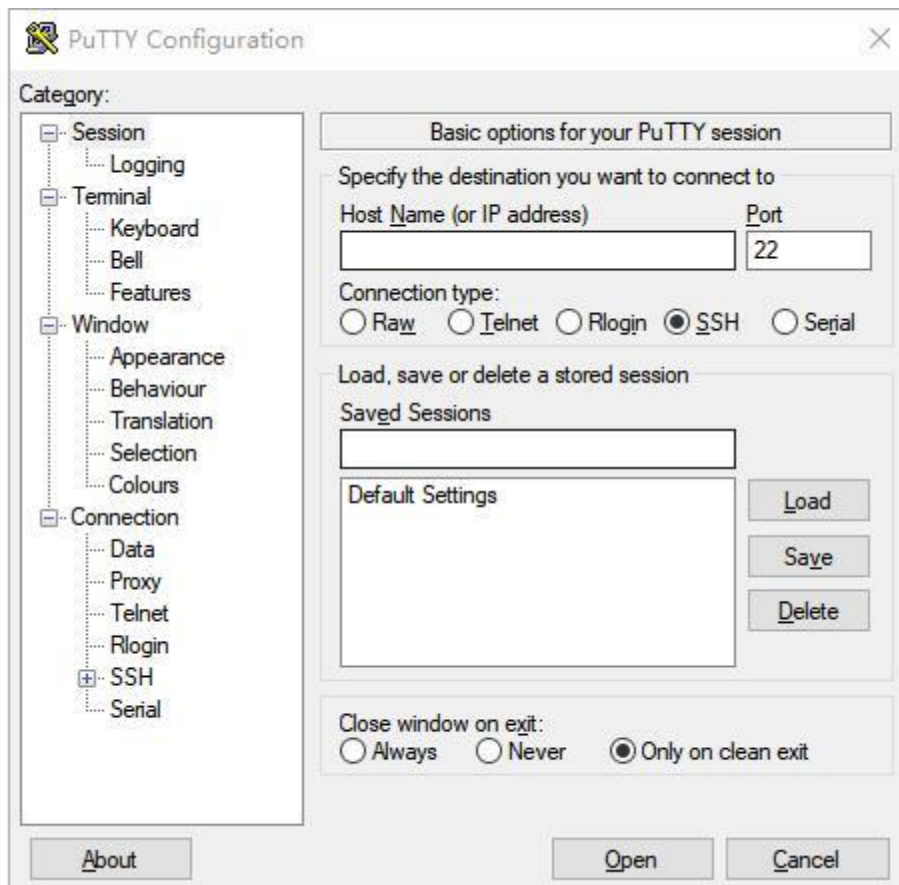 PuTTY Configuration
Category:
Session
Logging
Terminal
Keyboard
Bell
Features
Window
Appearance
Behaviour
Translation
Selection
Colours
Connection
Data
Proxy
Telnet
Rlogin
SSH
Serial
Basic options for your PuTTY session
Specify the destination you want to connect to
Host Name (or IP address) Port
22
Connection type:
Raw Telnet Rlogin SSH Serial
Load, save or delete a stored session
Saved Sessions
Default Settings
Load
Save
Delete
Close window on exit:
Always Never Only on clean exit
About Open Cancel